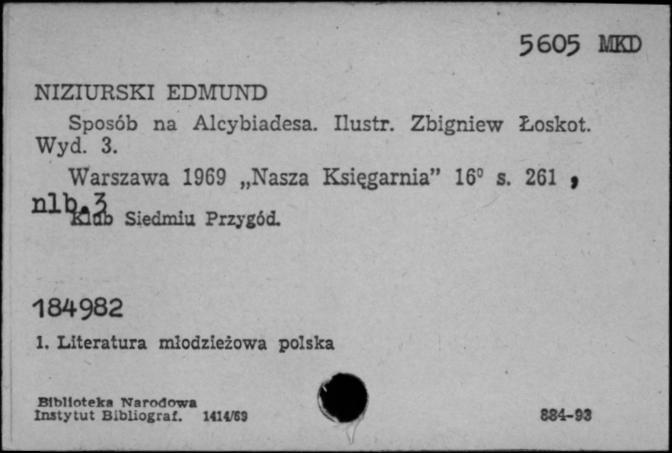 5605 MKD
NIZIURSKI EDMUND
Sposób na Alcybiadesa. Ilustr. Zbigniew Łoskot.
Wyd. 3.
Warszawa 1969 „Nasza Księgarnia” 16⁰ s. 261 ,
nlb.3
Klub Siedmiu Przygód.
184982
1. Literatura młodzieżowa polska
Biblioteka Narodowa
Instytut Bibliograf. 1414/69
884-93